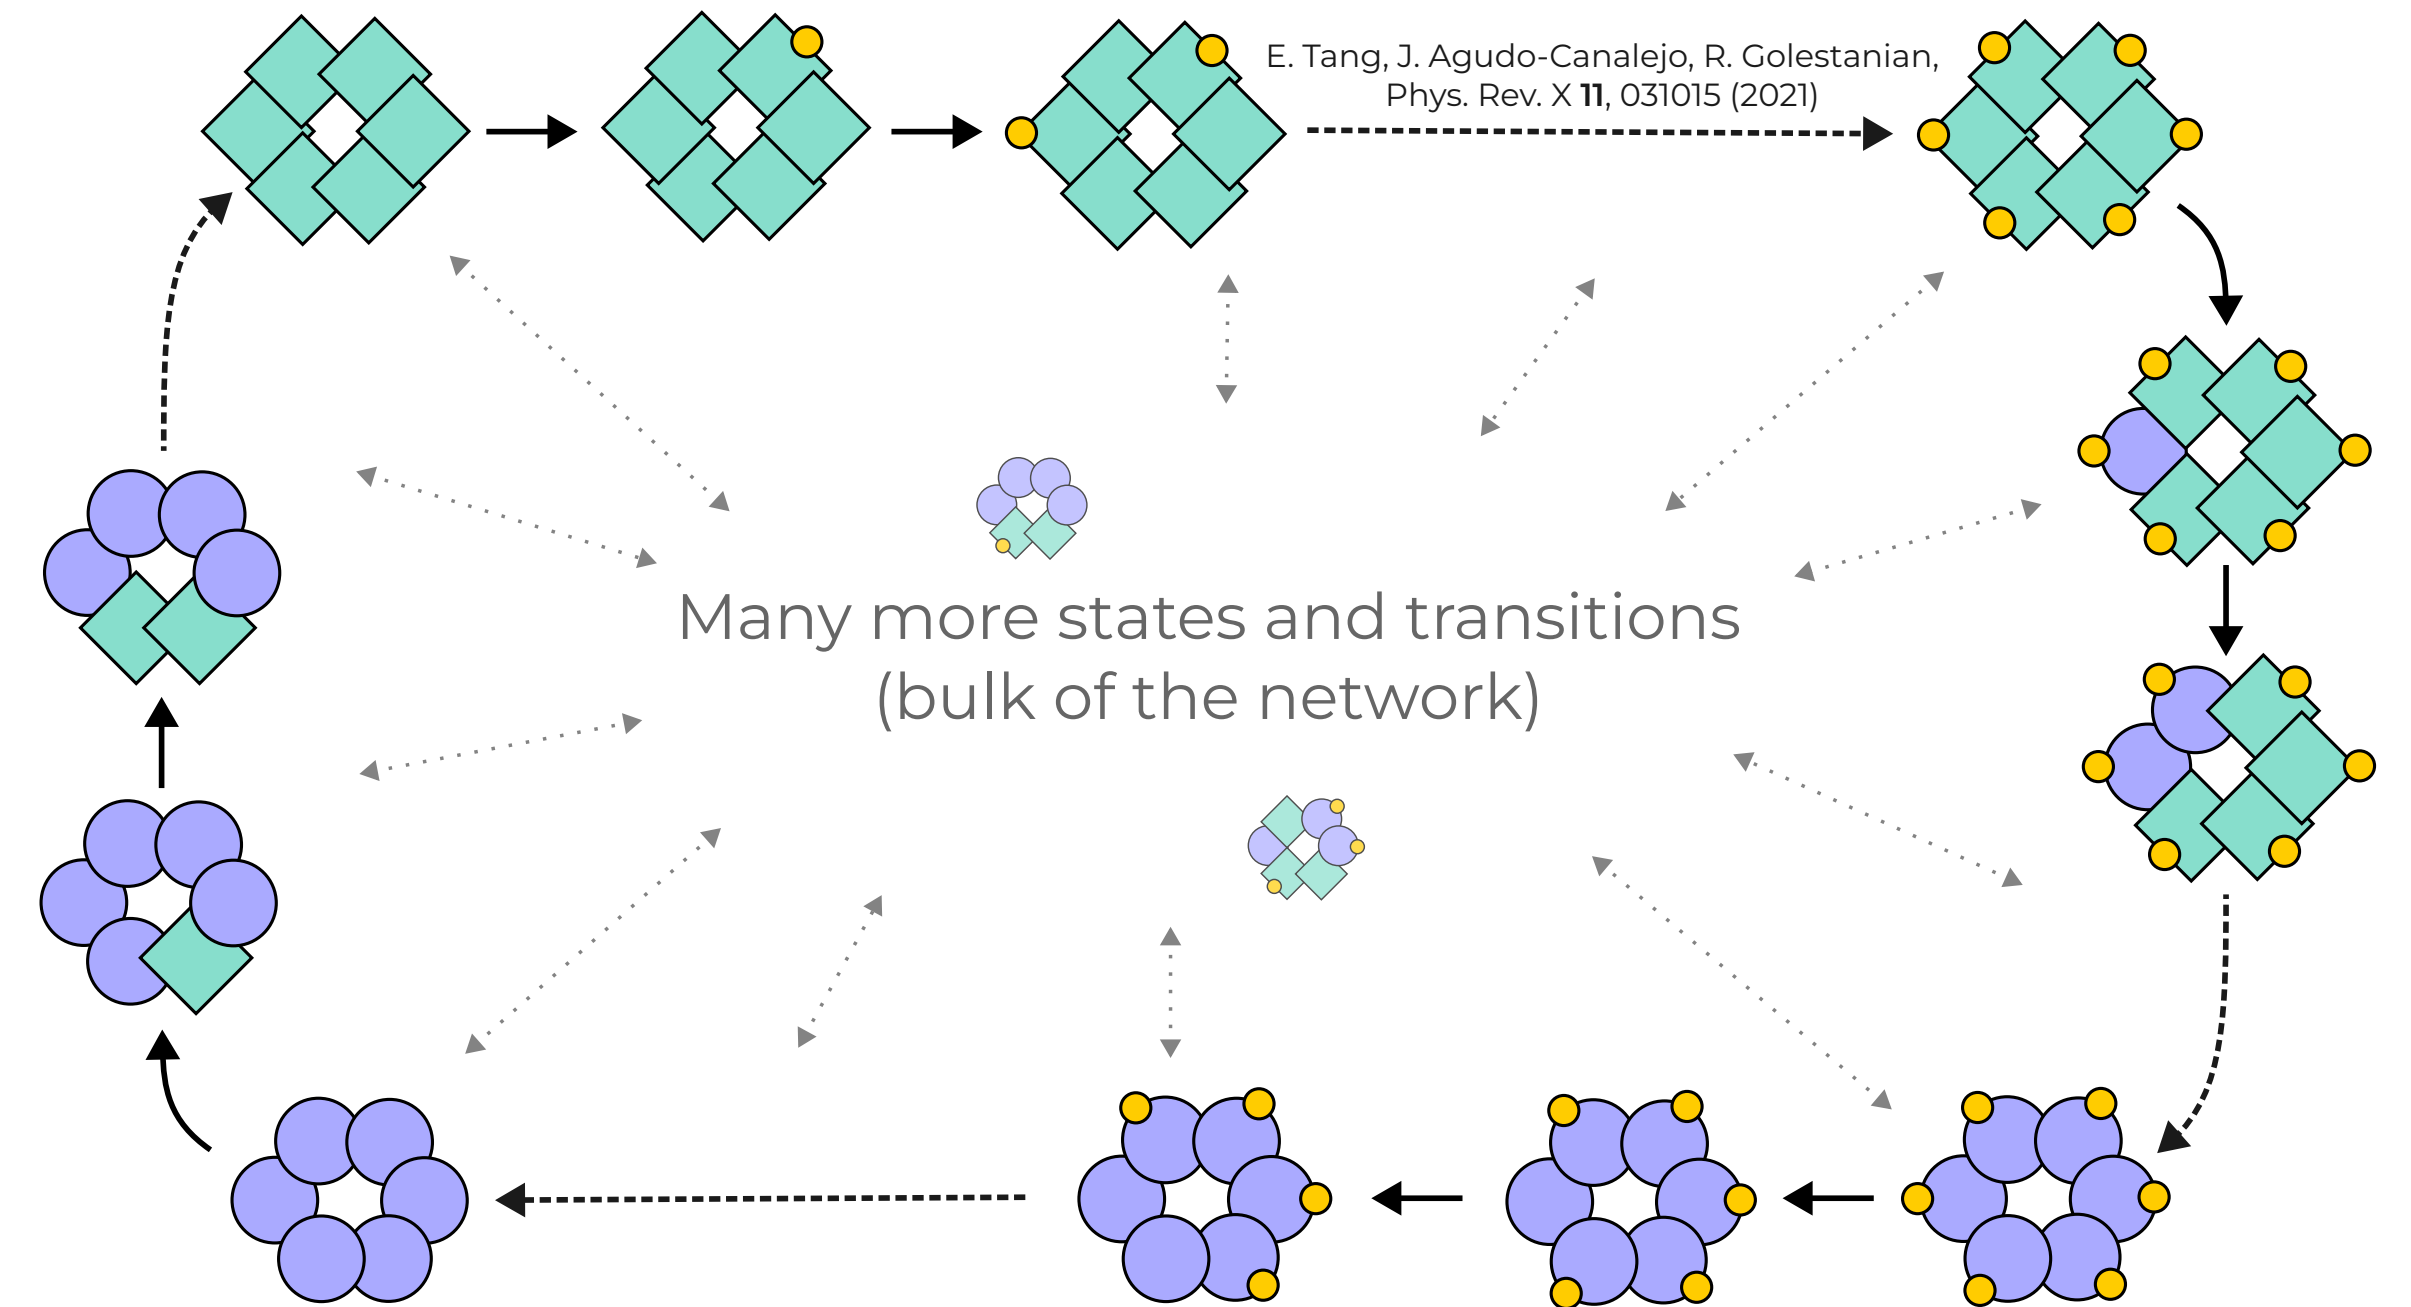 E. Tang, J. Agudo-Canalejo, R. Golestanian,
Phys. Rev. X 11, 031015 (2021)
Many more states and transitions
(bulk of the network)